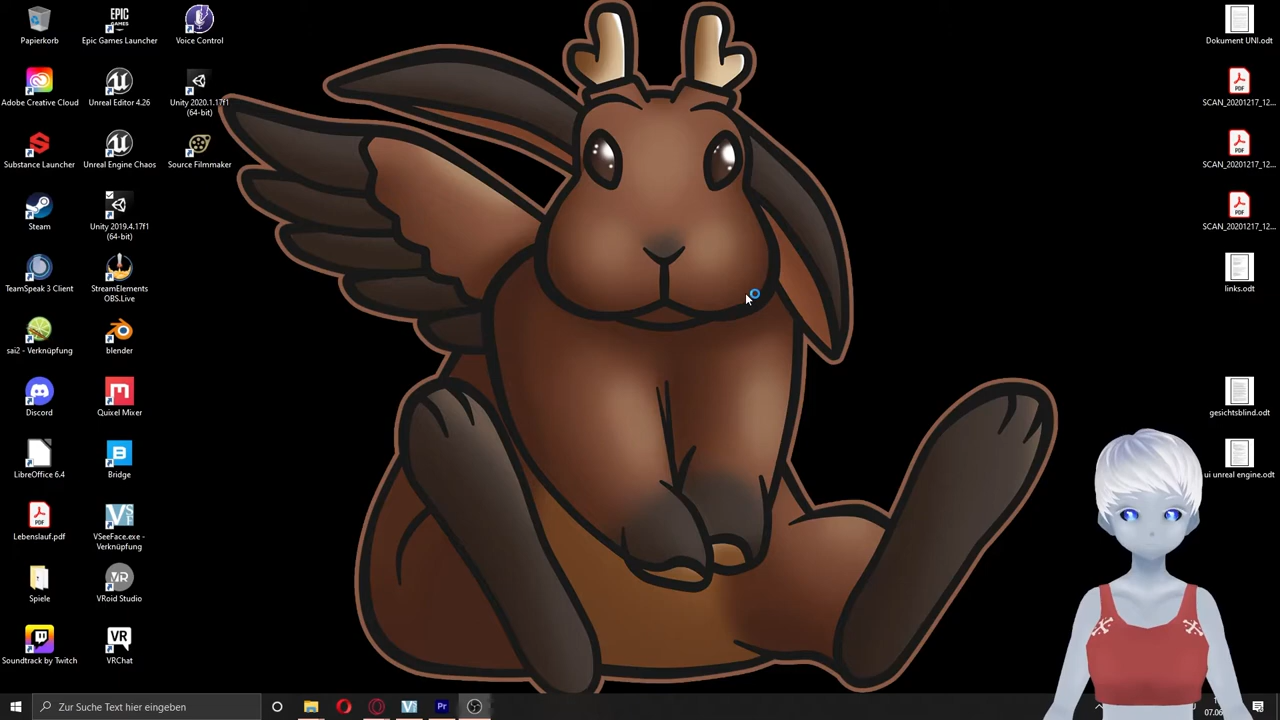 Papierkorb
Epic Games Launcher
Voice Control
Adobe Creative Cloud
Unreal Editor 4.26
Unity 2020.1.17f1
(64-bit)
Substance Launcher
Unreal Engine Chaos
Source Filmmaker
Steam
Unity 2019.4.17f1
(64-bit)
TeamSpeak 3 Client
StreamElements
OBS.Live
sai2 - Verknüpfung
blender
Discord
Quixel Mixer
LibreOffice 6.4
Bridge
Lebenslauf.pdf
VSeeFace.exe -
Verknüpfung
Spiele
VRoid Studio
Soundtrack by Twitch
VRChat
Dokument UNI.odt
SCAN_20201217_12...
SCAN_20201217_12...
SCAN_20201217_12...
links.odt
gesichtsblind.odt
ui unreal engine.odt
Zur Suche Text hier eingeben
07.06